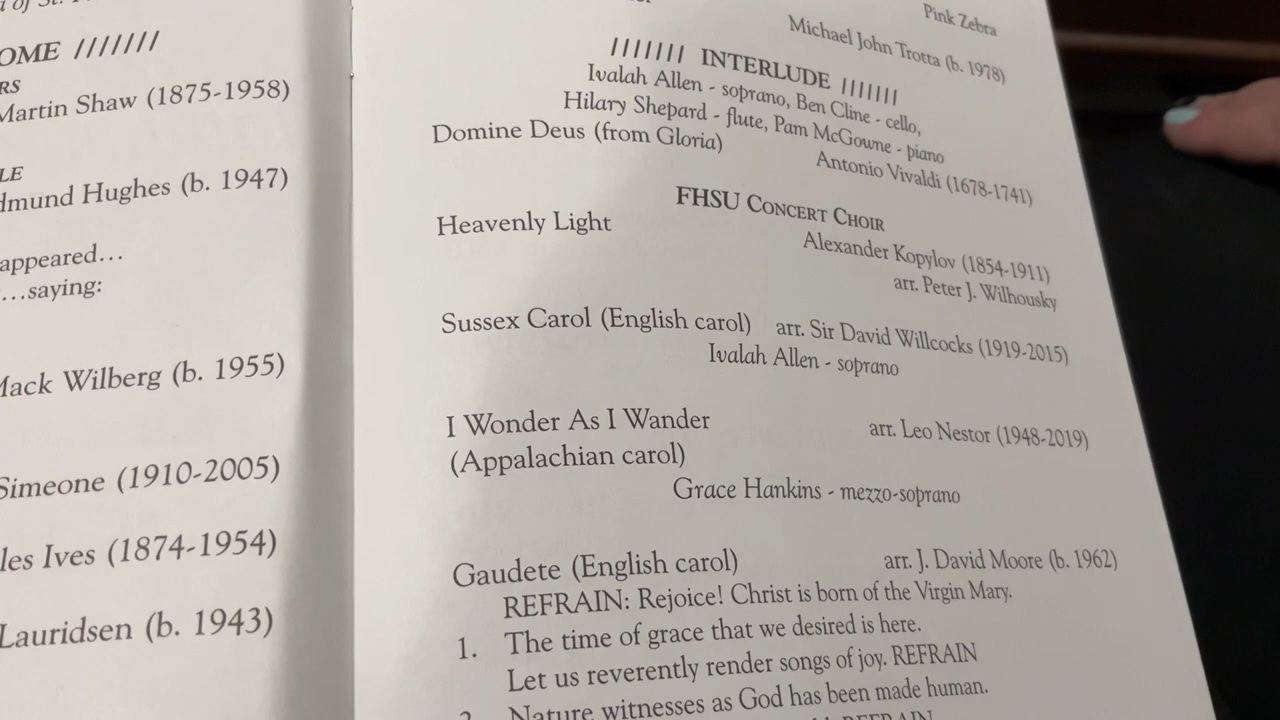 of St.
OME ///////
RS
Martin Shaw (1875-1958)
LE
dmund Hughes (b. 1947)
appeared…
…saying:
Mack Wilberg (b. 1955)
Simeone (1910-2005)
les Ives (1874-1954)
Lauridsen (b. 1943)
Pink Zebra
Michael John Trotta (b. 1978)
/////// INTERLUDE ///////
Ivalah Allen - soprano, Ben Cline - cello,
Hilary Shepard - flute, Pam McGowne - piano
Domine Deus (from Gloria) Antonio Vivaldi (1678-1741)
FHSU CONCERT CHOIR
Heavenly Light Alexander Kopylov (1854-1911)
arr. Peter J. Wilhousky
Sussex Carol (English carol) arr. Sir David Willcocks (1919-2015)
Ivalah Allen - soprano
I Wonder As I Wander arr. Leo Nestor (1948-2019)
(Appalachian carol)
Grace Hankins - mezzo-soprano
Gaudete (English carol) arr. J. David Moore (b. 1962)
REFRAIN: Rejoice! Christ is born of the Virgin Mary.
1. The time of grace that we desired is here.
Let us reverently render songs of joy. REFRAIN
2. Nature witnesses as God has been made human.
REFRAIN